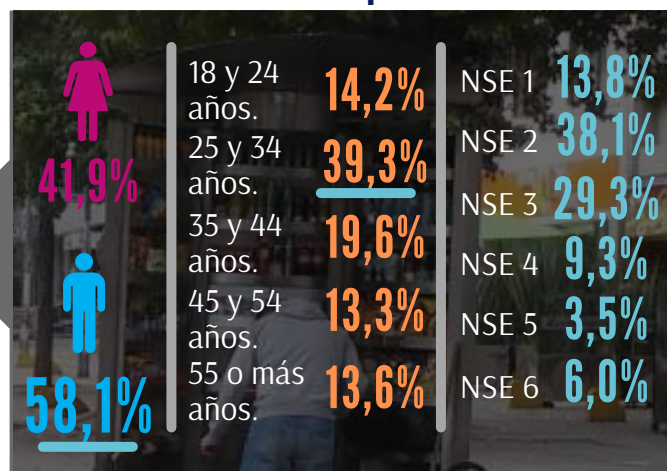 41,9%
58,1%
18 y 24
años.
14,2%
25 y 34
años.
39,3%
35 y 44
años.
19,6%
45 y 54
años.
13,3%
55 o más
años.
13,6%
NSE 1 13,8%
NSE 2 38,1%
NSE 3 29,3%
NSE 4 9,3%
NSE 5 3,5%
NSE 6 6,0%